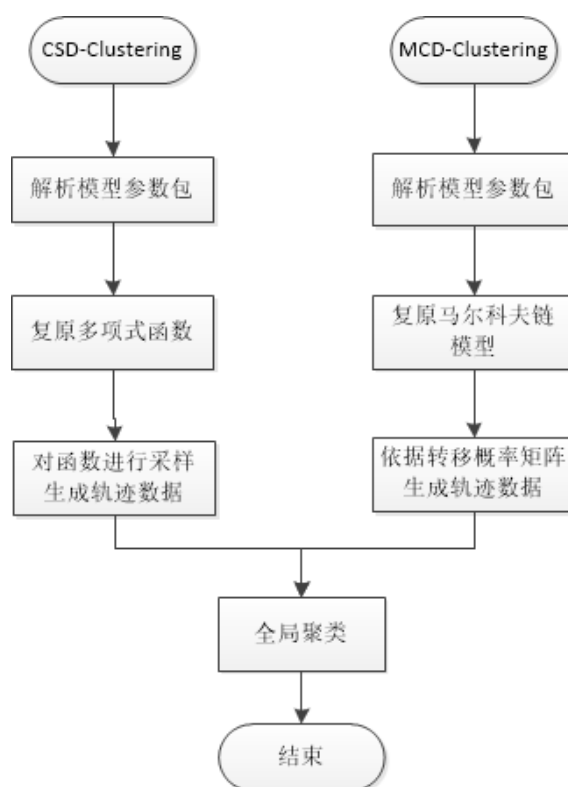 CSD-Clustering
MCD-Clustering
解析模型参数包
解析模型参数包
复原多项式函数
复原马尔科夫链
模型
对函数进行采样
生成轨迹数据
依据转移概率矩阵
生成轨迹数据
全局聚类
结束